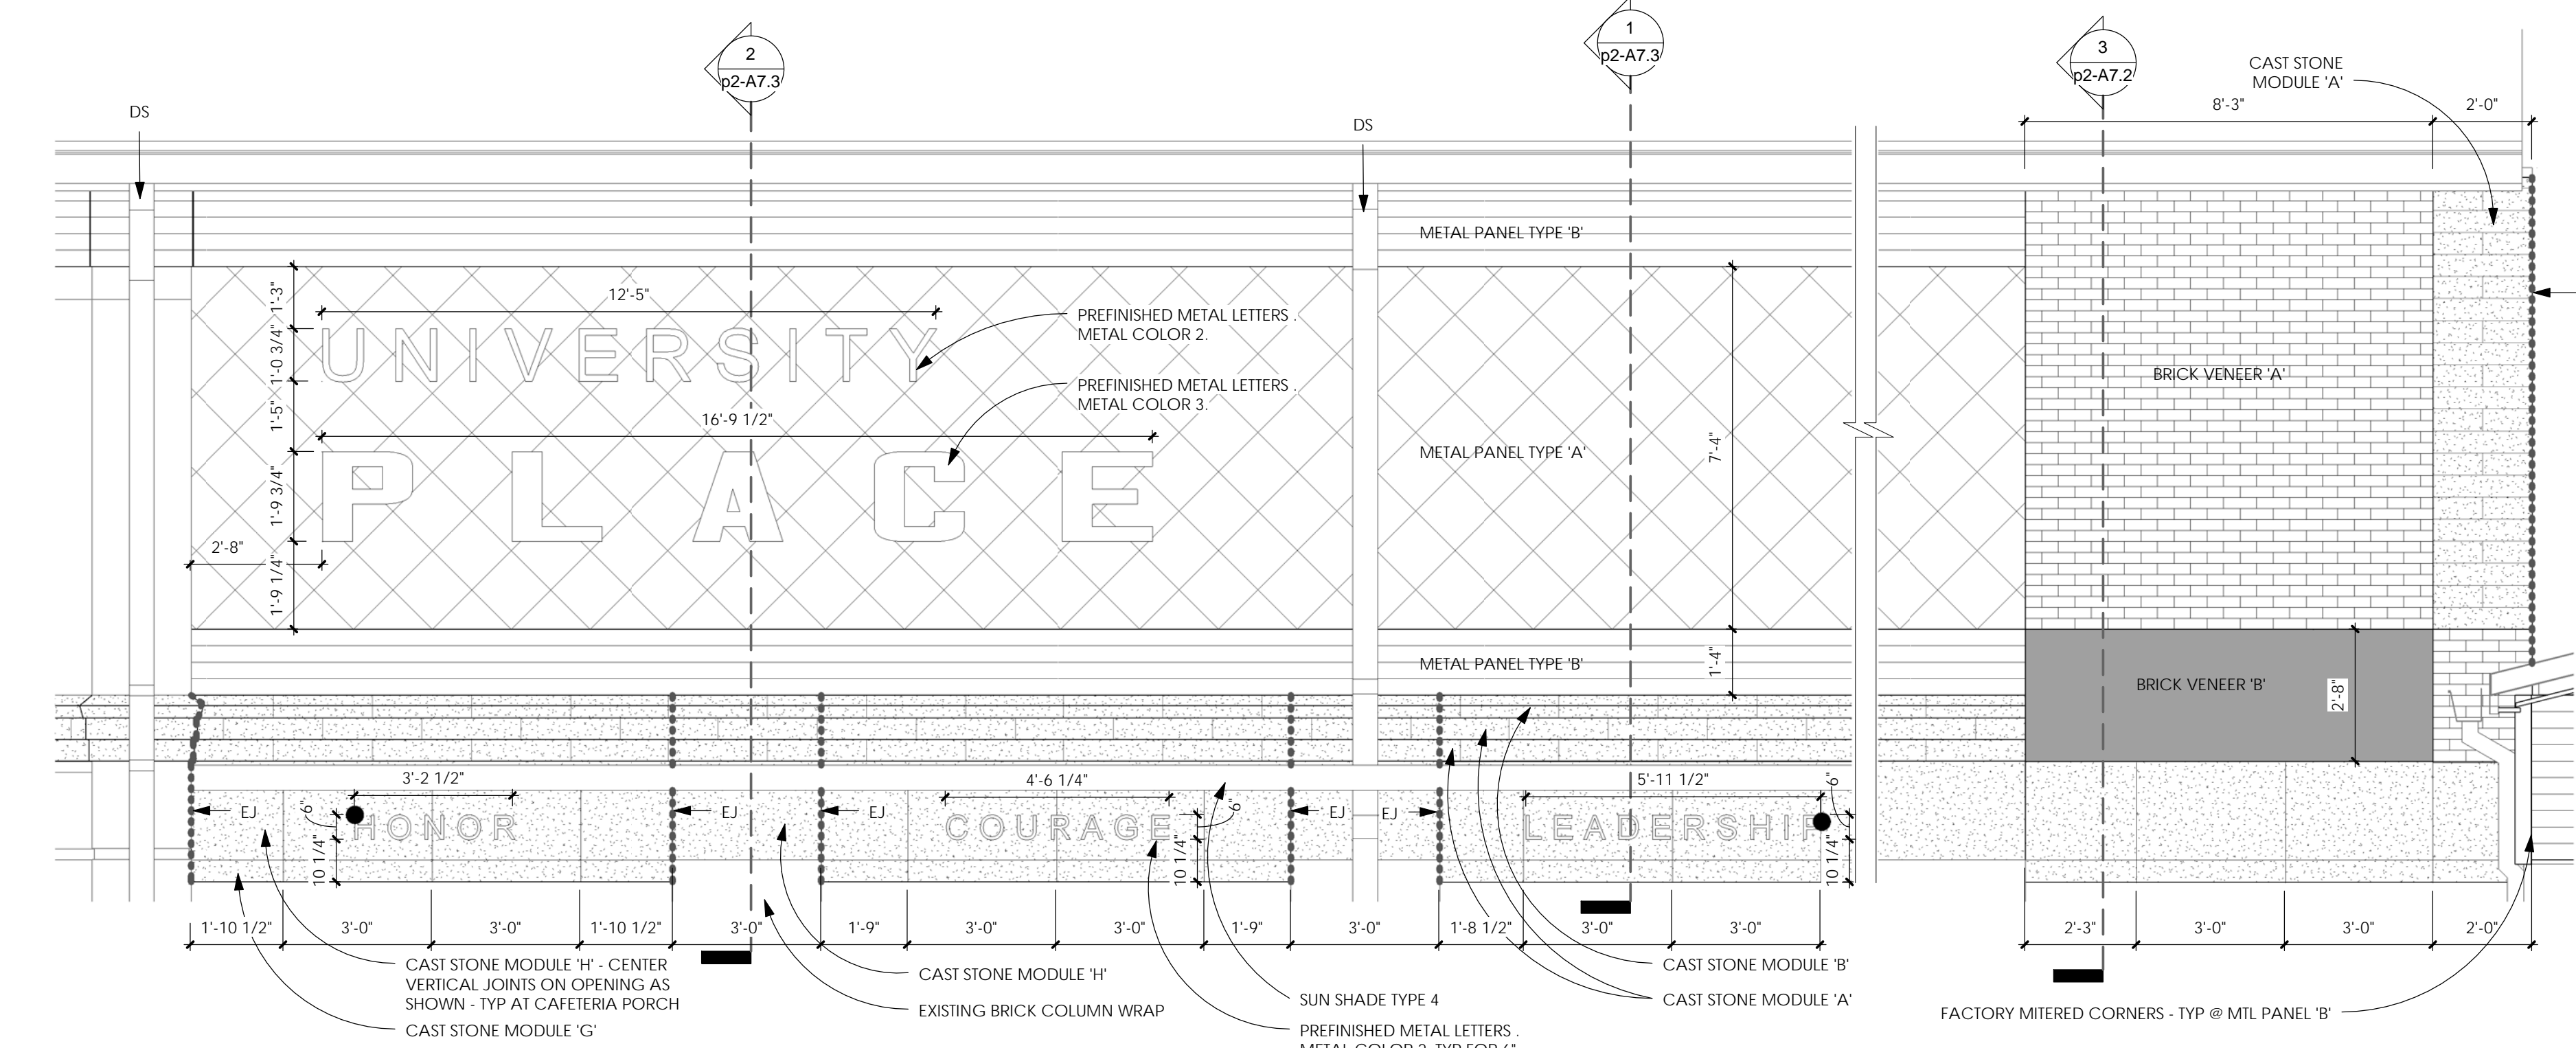 2
p2-A7.3
1
p2-A7.3
3
p2-A7.2
CAST STONE
MODULE 'A'
8'-3"
2'-0"
DS
DS
METAL PANEL TYPE 'B'
1'-3"
12'-5"
PREFINISHED METAL LETTERS .
METAL COLOR 2.
UNIVERSITY
1'-0 3/4"
PREFINISHED METAL LETTERS .
METAL COLOR 3.
BRICK VENEER 'A'
1'-5"
16'-9 1/2"
METAL PANEL TYPE 'A'
7'-4"
PLACE
1'-9 3/4"
2'-8"
1'-9 1/4"
METAL PANEL TYPE 'B'
1'-4"
BRICK VENEER 'B'
2'-8"
3'-2 1/2"
4'-6 1/4"
5'-11 1/2"
6"
6"
6"
EJ
EJ
EJ
EJ
EJ
HONOR
COURAGE
LEADERSHIP
10 1/4"
10 1/4"
10 1/4"
1'-10 1/2"
3'-0"
3'-0"
1'-10 1/2"
3'-0"
1'-9"
3'-0"
3'-0"
1'-9"
3'-0"
1'-8 1/2"
3'-0"
3'-0"
2'-3"
3'-0"
3'-0"
2'-0"
CAST STONE MODULE 'H' - CENTER
VERTICAL JOINTS ON OPENING AS
SHOWN - TYP AT CAFETERIA PORCH
CAST STONE MODULE 'G'
CAST STONE MODULE 'H'
EXISTING BRICK COLUMN WRAP
SUN SHADE TYPE 4
PREFINISHED METAL LETTERS .
CAST STONE MODULE 'B'
CAST STONE MODULE 'A'
FACTORY MITERED CORNERS - TYP @ MTL PANEL 'B'